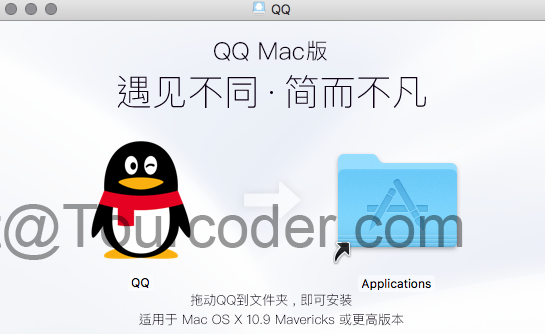 QQ
QQ Mac版
遇见不同·简而不凡
t@Tourcoder.com
QQ
Applications
拖动QQ到文件夹，即可安装
适用于 Mac OS X 10.9 Mavericks 或更高版本